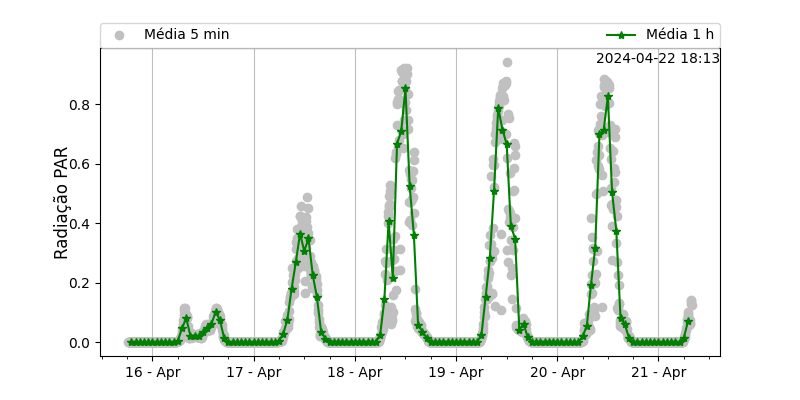 Média 5 min
Média 1 h
2024-04-22 18:13
Radiação PAR
0.8
0.6
0.4
0.2
0.0
16 - Apr
17 - Apr
18 - Apr
19 - Apr
20 - Apr
21 - Apr